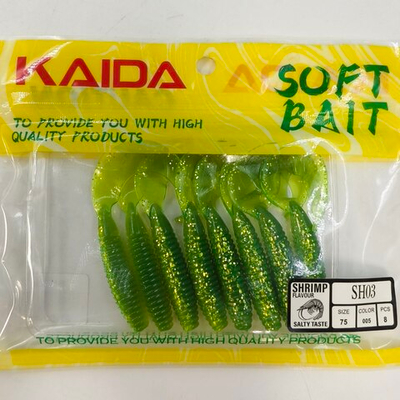 KAIDA
SOFT
BAIT
TO PROVIDE YOU WITH HIGH
QUALITY PRODUCTS
SHRIMP
FLAVOUR
SALTY TASTE
SH03
SIZE COLOR PCS
75 005 8
TO PROVIDE YOU WITH HIGH QUALITY PRODUCTS